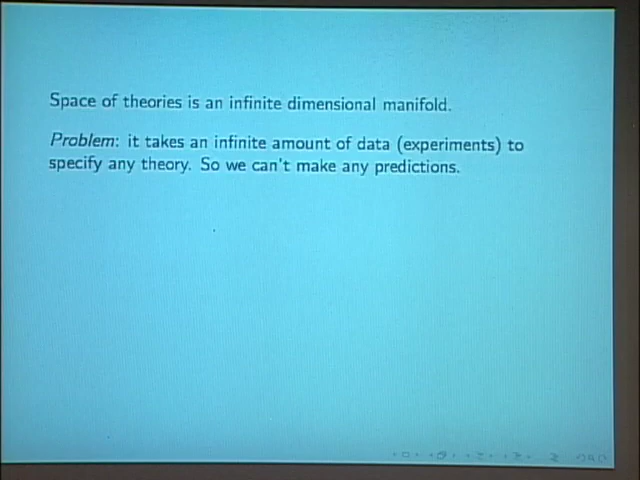 Space of theories is an infinite dimensional manifold.
Problem: it takes an infinite amount of data (experiments) to
specify any theory. So we can't make any predictions.